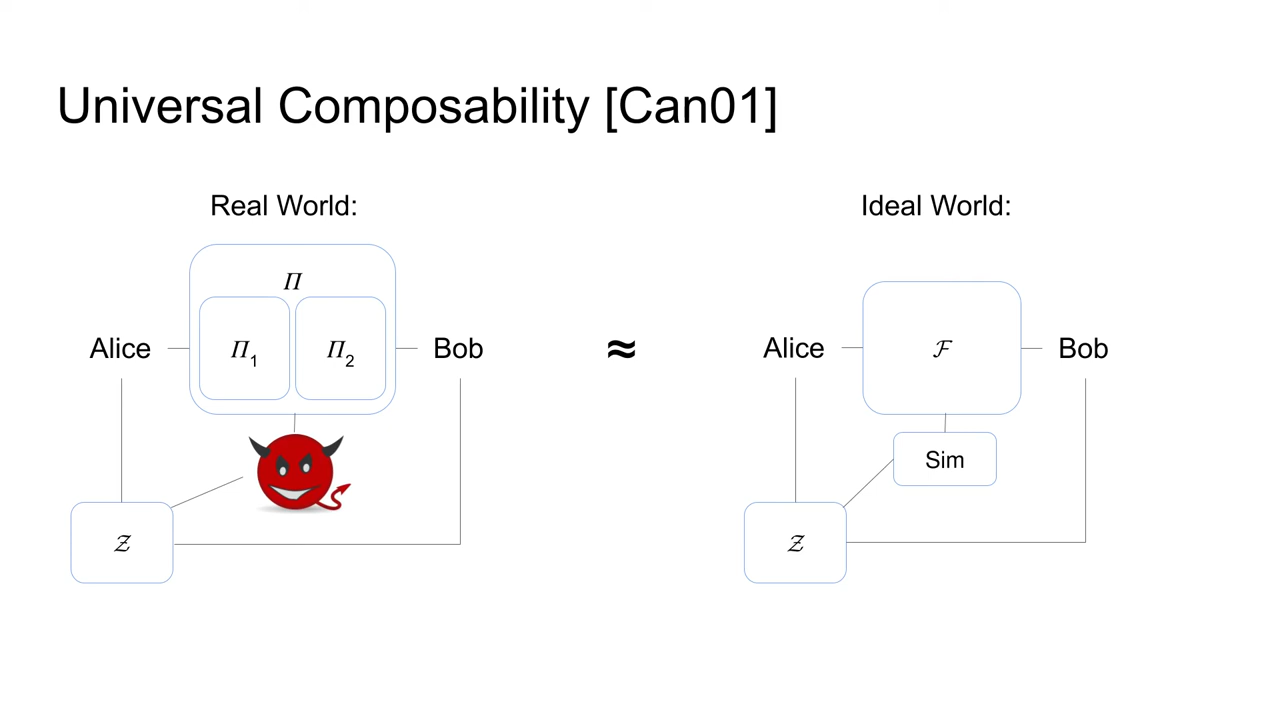 Universal Composability [Can01]
Real World:
Ideal World:
Π
Alice
Π1
Π2
Bob
≈
Alice
ℱ
Bob
Sim
𝒵
𝒵